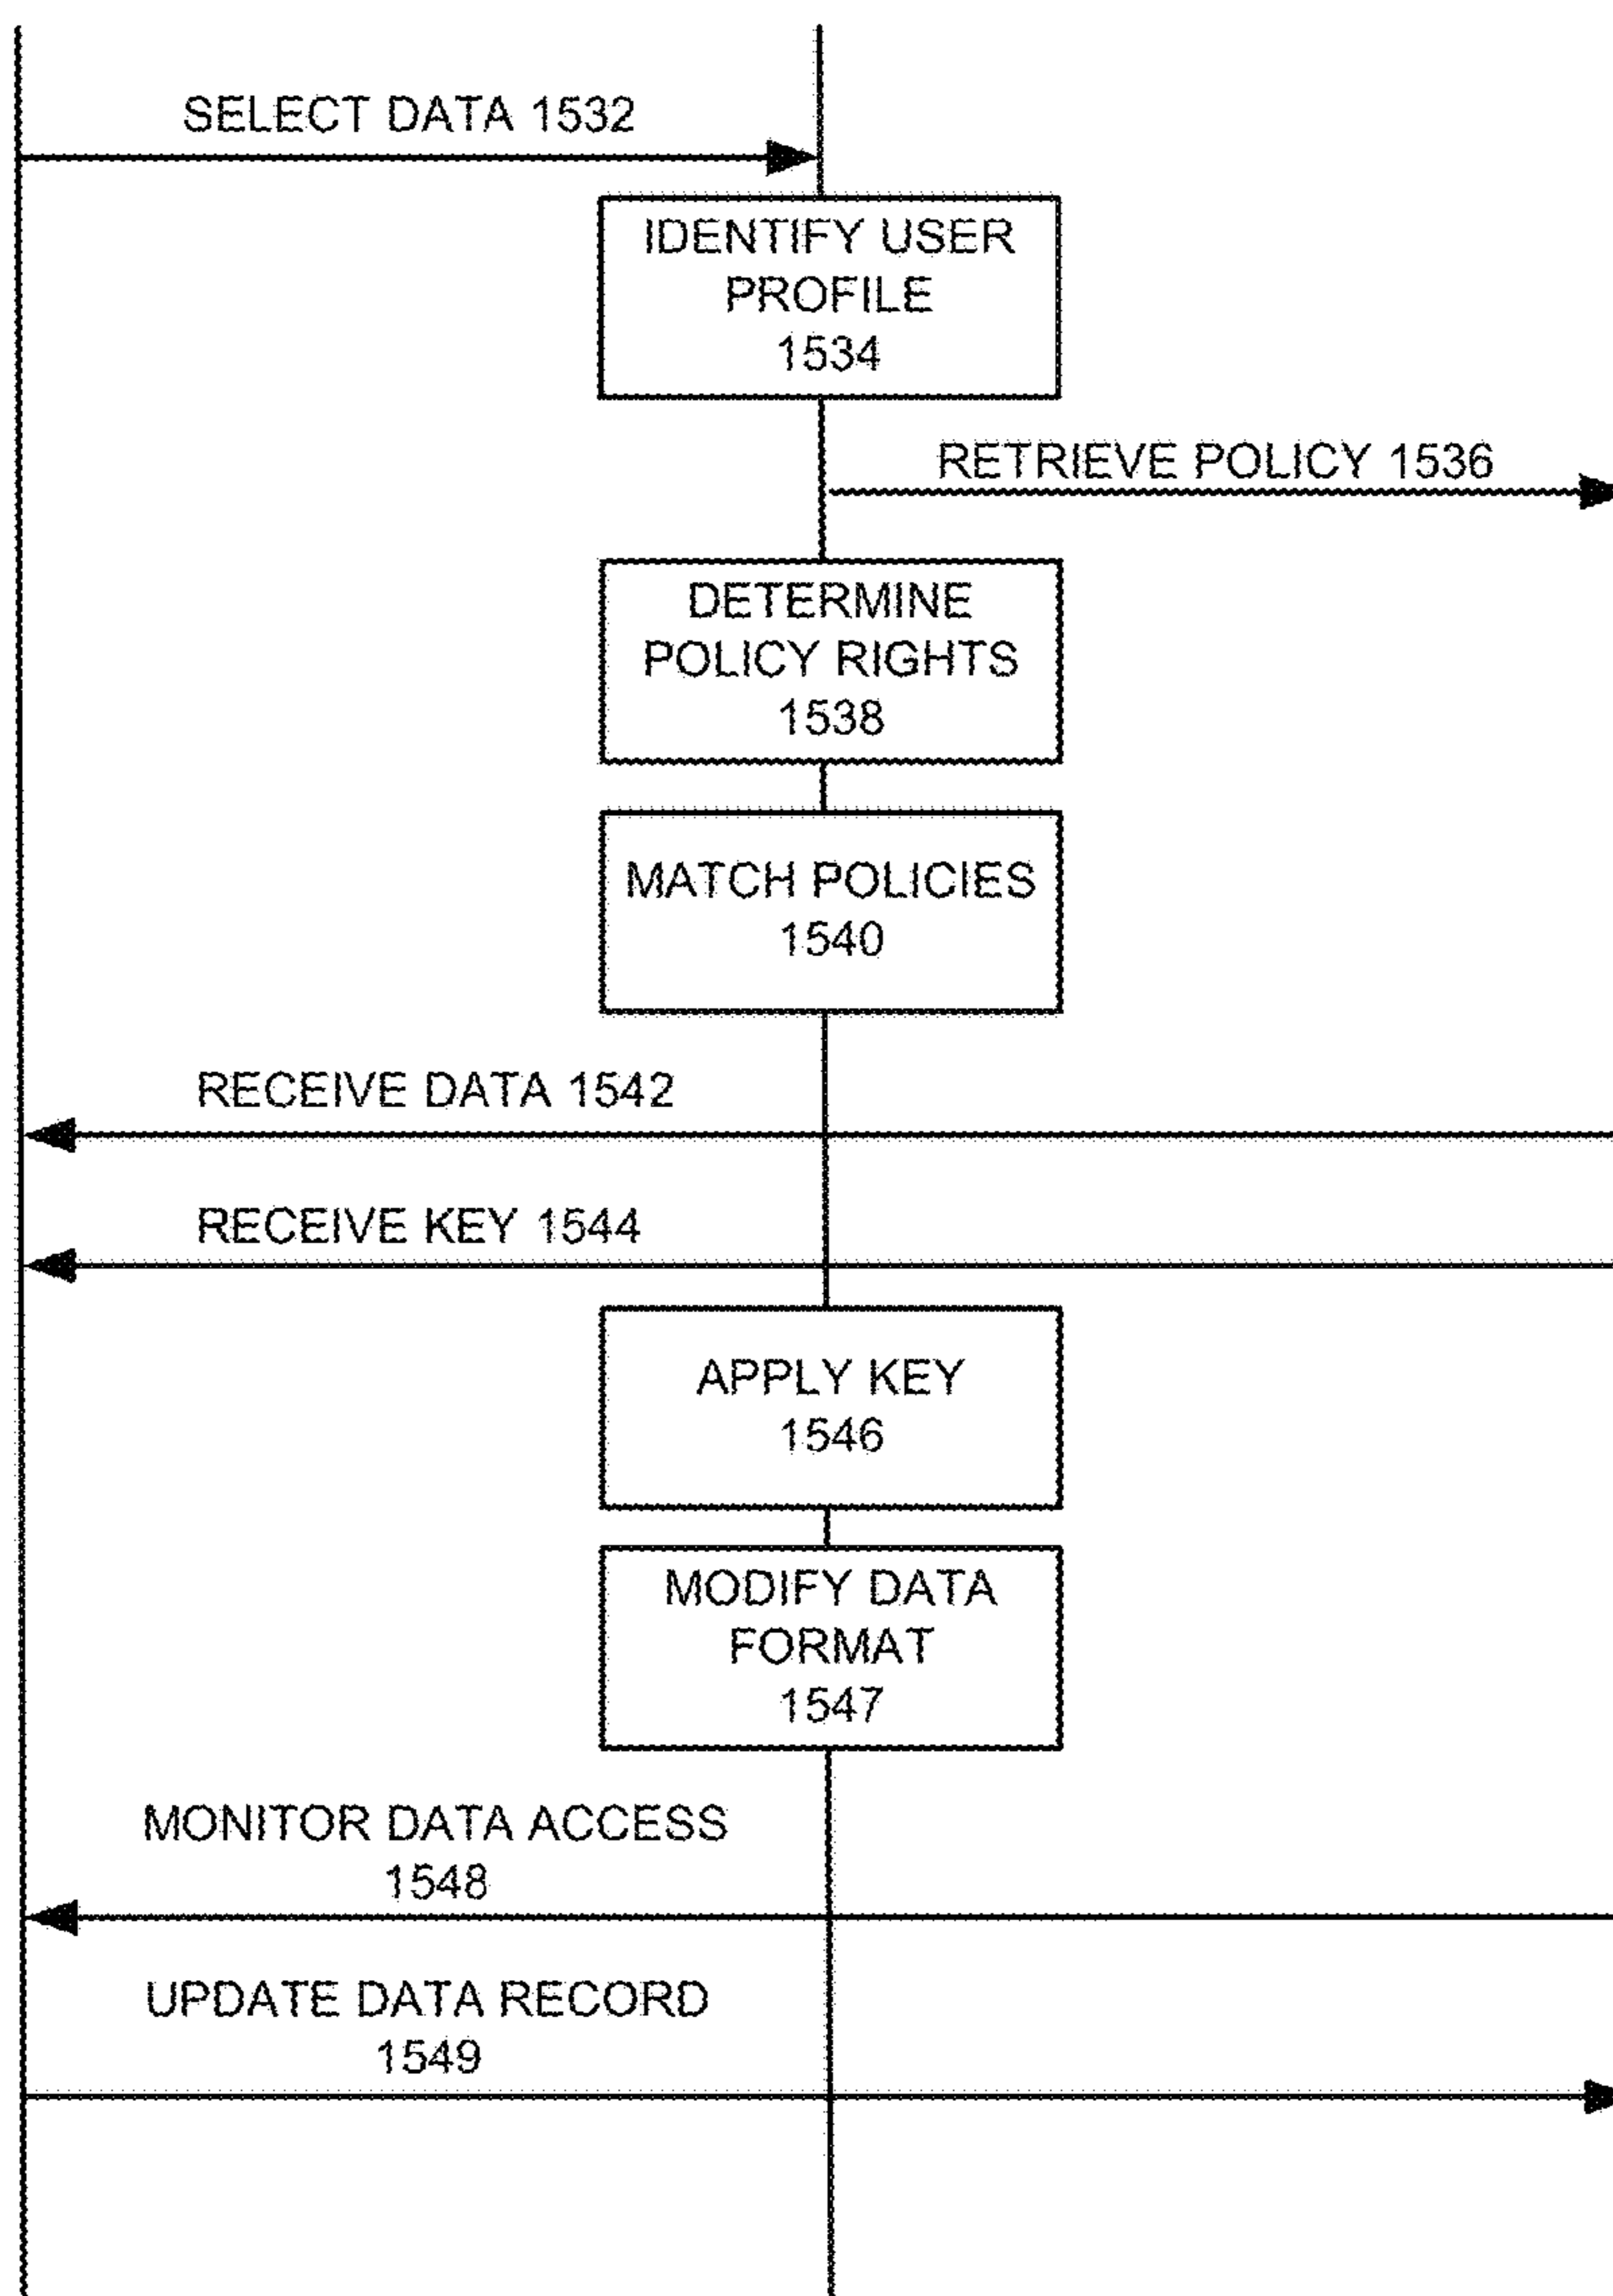 SELECT DATA 1532
IDENTIFY USER
PROFILE
1534
RETRIEVE POLICY 1536
DETERMINE
POLICY RIGHTS
1538
MATCH POLICIES
1540
RECEIVE DATA 1542
RECEIVE KEY 1544
APPLY KEY
1546
MODIFY DATA
FORMAT
1547
MONITOR DATA ACCESS
1548
UPDATE DATA RECORD
1549